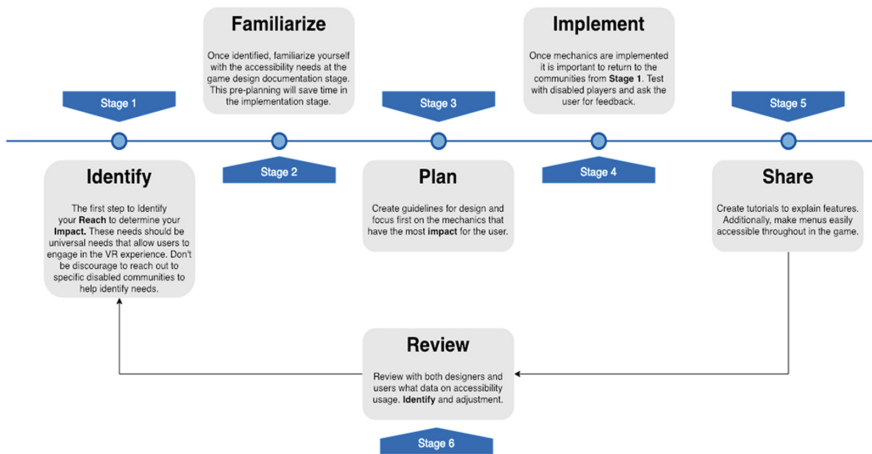 Stage 1
Identify
The first step to Identify
your Reach to determine your
Impact. These needs should be
universal needs that allow users to
engage in the VR experience. Don't
be discourage to reach out to
specific disabled communities to
help identify needs.
Familiarize
Once identified, familiarize yourself
with the accessibility needs at the
game design documentation stage.
This pre-planning will save time in
the implementation stage.
Stage 2
Stage 3
Plan
Create guidelines for design and
focus first on the mechanics that
have the most impact for the user.
Implement
Once mechanics are implemented
it is important to return to the
communities from Stage 1. Test
with disabled players and ask the
user for feedback.
Stage 4
Stage 5
Share
Create tutorials to explain features.
Additionally, make menus easily
accessible throughout in the game.
Review
Review with both designers and
users what data on accessibility
usage. Identify and adjustment.
Stage 6